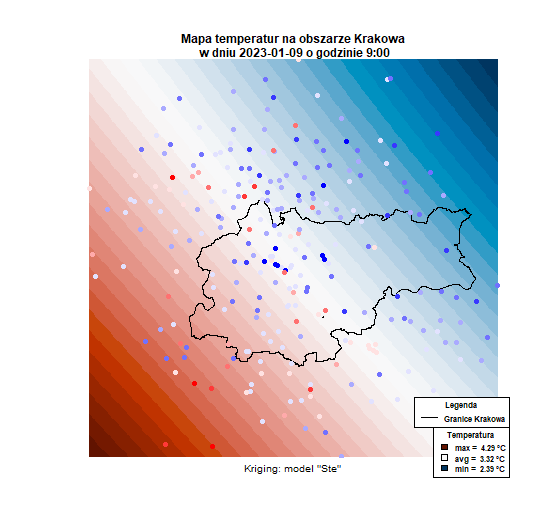 Mapa temperatur na obszarze Krakowa
w dniu 2023-01-09 o godzinie 9:00
Legenda
Granice Krakowa
Temperatura
max = 4.29 °C
avg = 3.32 °C
min = 2.39 °C
Kriging: model "Ste"